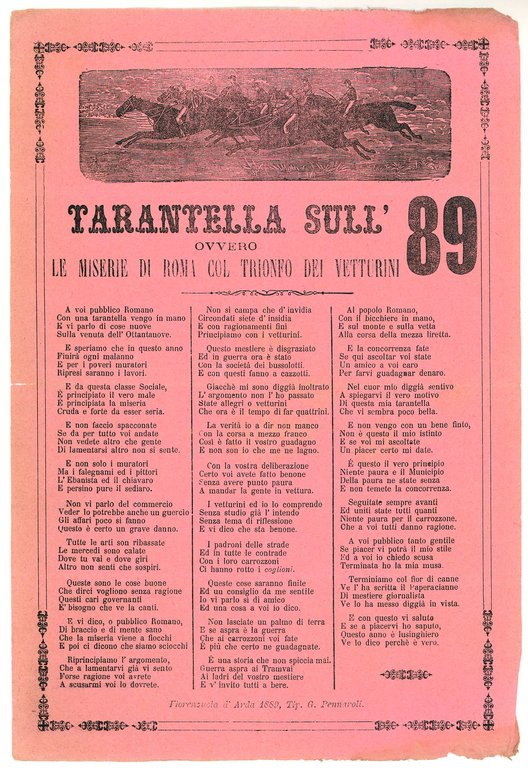 TARANTELLA SULL' 89
OVVERO
LE MISERIE DI ROMA COL TRIONFO DEI VETTURINI
A voi pubblico Romano
Con una tarantella vengo in mano
E vi parlo di cose nuove
Sulla venuta dell' Ottantanove.
E speriamo che in questo anno
Finirà ogni malanno
E per i poveri muratori
Ripresi saranno i lavori.
E da questa classe Sociale,
E principiato il vero male
E principiata la miseria
Cruda e forte da esser seria.
E non faccio spacconate
Se da per tutto voi andate
Non vedete altro che gente
Di lamentarsi altro non si sente.
E non solo i muratori
Ma i falegnami ed i pittori
L' Ebanista ed il chiavaro
E persino pure il sediaro.
Non vi parlo del commercio
Veder lo potrebbe anche un guercio
Gli affari poco si fanno
Questo è certo un grave danno.
Tutte le arti son ribassate
Le mercedi sono calate
Dove tu vai e dove giri
Altro non senti che sospiri.
Queste sono le cose buone
Che dirvi vogliono senza ragione
Questi cari governanti
E' bisogno che ve la canti.
E vi dico, o pubblico Romano,
Di braccio e di mente sano
Che la miseria viene a fiocchi
E poi ci dicono che siamo sciocchi
Riprincipiamo l' argomento,
Che a lamentarvi già vi sento
Forse ragione voi avrete
A scusarmi voi lo dovrete.
Non si campa che d' invidia
Circondati siete d' insidia
E con ragionamenti fini
Principiamo con i vetturini.
Questo mestiere è disgraziato
Ed in guerra ora è stato
Con la società dei bussolotti
E con questi fanno a cazzotti.
Giacchè mi sono diggià inoltrato
L' argomento non l' ho passato
State allegri o vetturini
Che ora è il tempo di far quattrini.
La verità io a dir non manco
Con la corsa a mezzo franco
Così è fatto il vostro guadagno
E non son io che me ne lagno.
Con la vostra deliberazione
Certo voi avete fatto benone
Senza avere punto paura
A mandar la gente in vettura.
I vetturini ed io lo comprendo
Senza studio già l' intendo
Senza tema di riflessione
E vi dico che sta benone.
I padroni delle strade
Ed in tutte le contrade
Con i loro carrozzoni
Ci hanno rotto i coglioni.
Queste cose saranno finite
Ed un consiglio da me sentite
Io vi parlo sì di amico
Ed una cosa a voi io dico.
Non lasciate un palmo di terra
E se aspra è la guerra
Che ai carrozzoni voi fate
E più che certo ne guadagnate.
È una storia che non spiccia mai.
Guerra aspra ai Tramvai
Ai ladri del vostro mestiere
E v' invito tutti a bere.
Al popolo Romano,
Con il bicchiere in mano,
E sul monte e sulla vetta
Alla corsa della mezza liretta.
E la concorrenza fate
Se qui ascoltar voi state
Un amico a voi caro
Per farvi guadagnar denaro.
Nel cuor mio diggià sentivo
A spiegarvi il vero motivo
Di questa mia tarantella
Che vi sembra poco bella.
E non vengo con un bene finto,
Non è questo il mio istinto
E se voi mi ascoltate
Un piacer certo mi date.
È questo il vero principio
Niente paura e il Municipio
Della paura ne state senza
E non temete la concorrenza.
Seguitate sempre avanti
Ed uniti state tutti quanti
Niente paura per il carrozzone.
Che a voi tutti danno ragione.
A voi pubblico tanto gentile
Se piacer vi potrà il mio stile
Ed a voi io chiedo scusa
Terminata ho la mia musa.
Terminiamo col fior di canne
Ve l' ha scritta il Paperacianne
Di mestiere giornalista
Ve lo ha messo diggià in vista.
E con questo vi saluto
E se a piacervi ho saputo,
Questo anno è lusinghiero
Ve lo dico perchè è vero.
Fiorenzuola d' Arda 1889, Tip. G. Pennaroli.